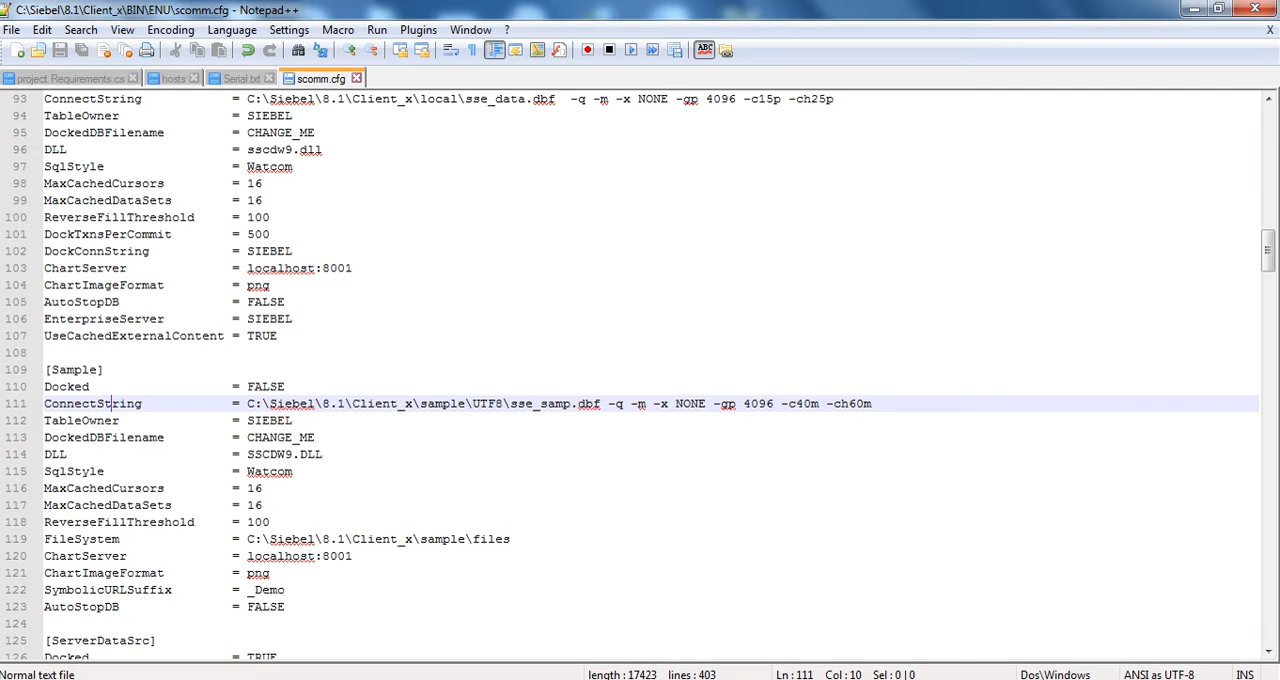 C:\Siebel\8.1\Client_x\BIN\ENU\scomm.cfg - Notepad++
File Edit Search View Encoding Language Settings Macro Run Plugins Window ? X
project Requirements.cs hosts Serial.txt scomm.cfg
93 ConnectString = C:\Siebel\8.1\Client_x\local\sse_data.dbf -q -m -x NONE -gp 4096 -c15p -ch25p
94 TableOwner = SIEBEL
95 DockedDBFilename = CHANGE_ME
96 DLL = sscdw9.dll
97 SqlStyle = Watcom
98 MaxCachedCursors = 16
99 MaxCachedDataSets = 16
100 ReverseFillThreshold = 100
101 DockTxnsPerCommit = 500
102 DockConnString = SIEBEL
103 ChartServer = localhost:8001
104 ChartImageFormat = png
105 AutoStopDB = FALSE
106 EnterpriseServer = SIEBEL
107 UseCachedExternalContent = TRUE
108
109 [Sample]
110 Docked = FALSE
111 ConnectString = C:\Siebel\8.1\Client_x\sample\UTF8\sse_samp.dbf -q -m -x NONE -gp 4096 -c40m -ch60m
112 TableOwner = SIEBEL
113 DockedDBFilename = CHANGE_ME
114 DLL = SSCDW9.DLL
115 SqlStyle = Watcom
116 MaxCachedCursors = 16
117 MaxCachedDataSets = 16
118 ReverseFillThreshold = 100
119 FileSystem = C:\Siebel\8.1\Client_x\sample\files
120 ChartServer = localhost:8001
121 ChartImageFormat = png
122 SymbolicURLSuffix = _Demo
123 AutoStopDB = FALSE
124
125 [ServerDataSrc]
126 Docked = TRUE
Normal text file length : 17423 lines : 403 Ln : 111 Col : 10 Sel : 0 | 0 Dos\Windows ANSI as UTF-8 INS